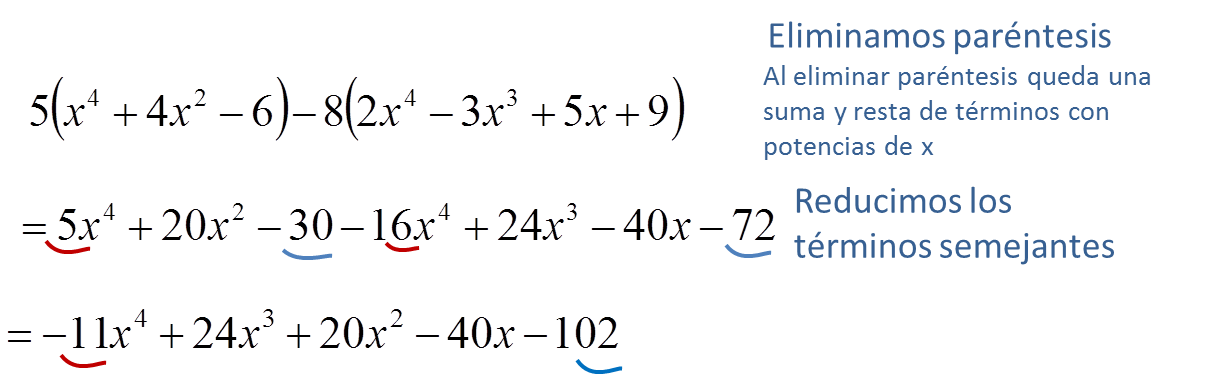 Eliminamos paréntesis
Al eliminar paréntesis queda una
suma y resta de términos con
potencias de x
5(x⁴ + 4x² − 6) − 8(2x⁴ − 3x³ + 5x + 9)
= 5x⁴ + 20x² − 30 − 16x⁴ + 24x³ − 40x − 72
Reducimos los
términos semejantes
= −11x⁴ + 24x³ + 20x² − 40x − 102